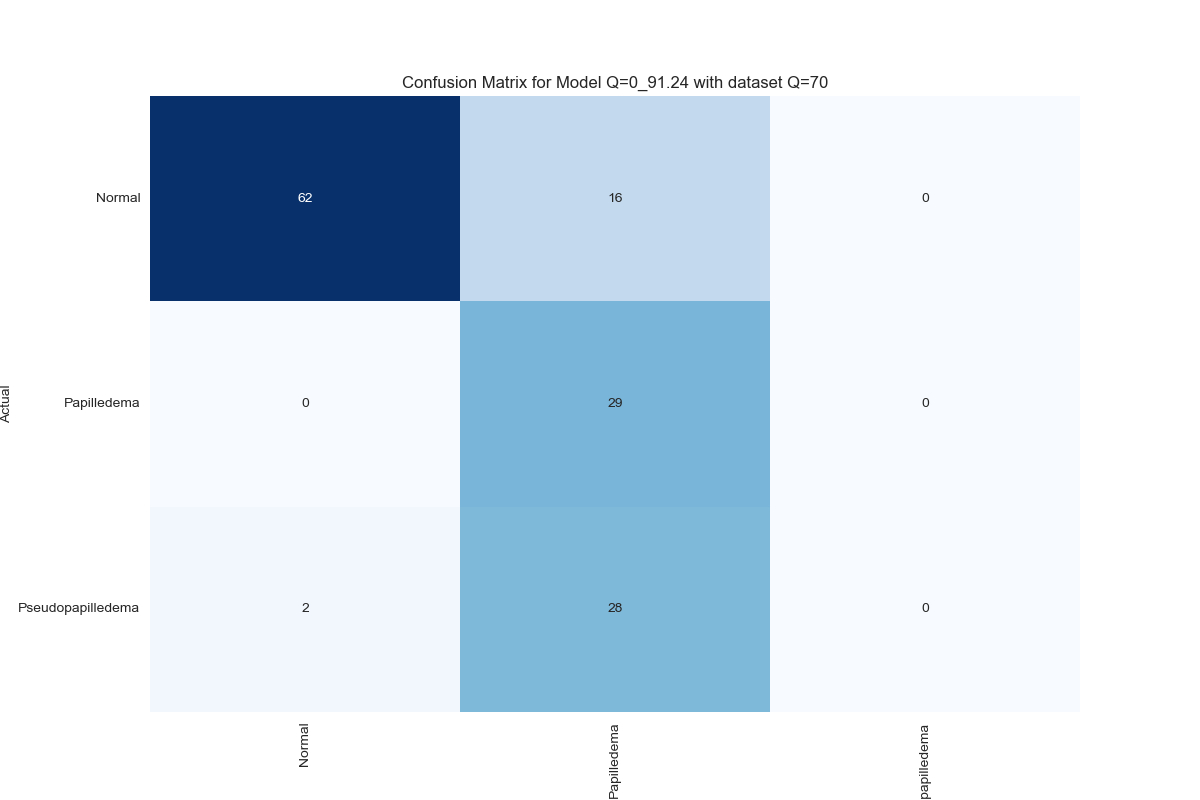 Confusion Matrix for Model Q=0_91.24 with dataset Q=70
Normal
62
16
0
Papilledema
0
29
0
Pseudopapilledema
2
28
0
Actual
Normal
Papilledema
papilledema